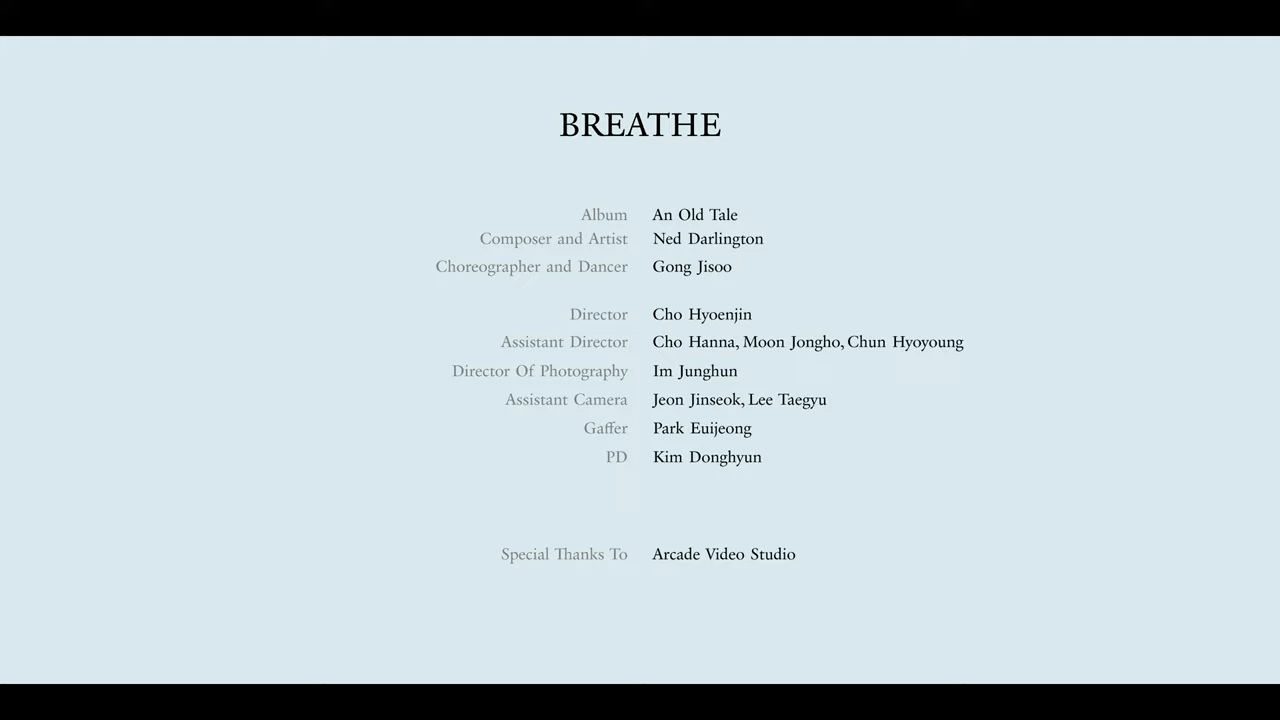 BREATHE
Album An Old Tale
Composer and Artist Ned Darlington
Choreographer and Dancer Gong Jisoo
Director Cho Hyoenjin
Assistant Director Cho Hanna, Moon Jongho, Chun Hyoyoung
Director Of Photography Im Junghun
Assistant Camera Jeon Jinseok, Lee Taegyu
Gaffer Park Euijeong
PD Kim Donghyun
Special Thanks To Arcade Video Studio